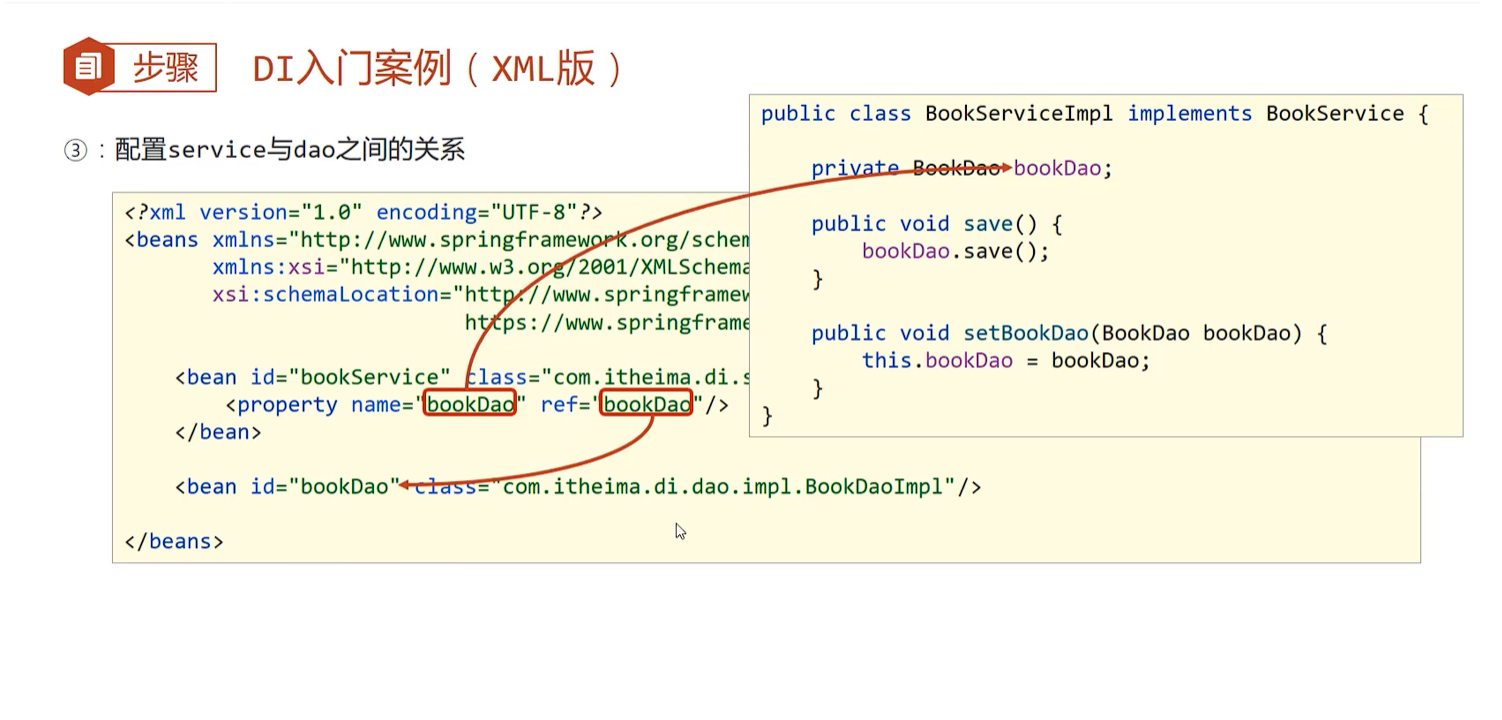 步骤
DI入门案例（XML版）
③：配置service与dao之间的关系
<?xml version="1.0" encoding="UTF-8"?>
<beans xmlns="http://www.springframework.org/schem
xmlns:xsi="http://www.w3.org/2001/XMLSchema
xsi:schemaLocation="http://www.springframew
https://www.springframe
<bean id="bookService" class="com.itheima.di.s
<property name="bookDao" ref="bookDao"/>
</bean>
<bean id="bookDao" class="com.itheima.di.dao.impl.BookDaoImpl"/>
</beans>
public class BookServiceImpl implements BookService {
private BookDao bookDao;
public void save() {
bookDao.save();
}
public void setBookDao(BookDao bookDao) {
this.bookDao = bookDao;
}
}